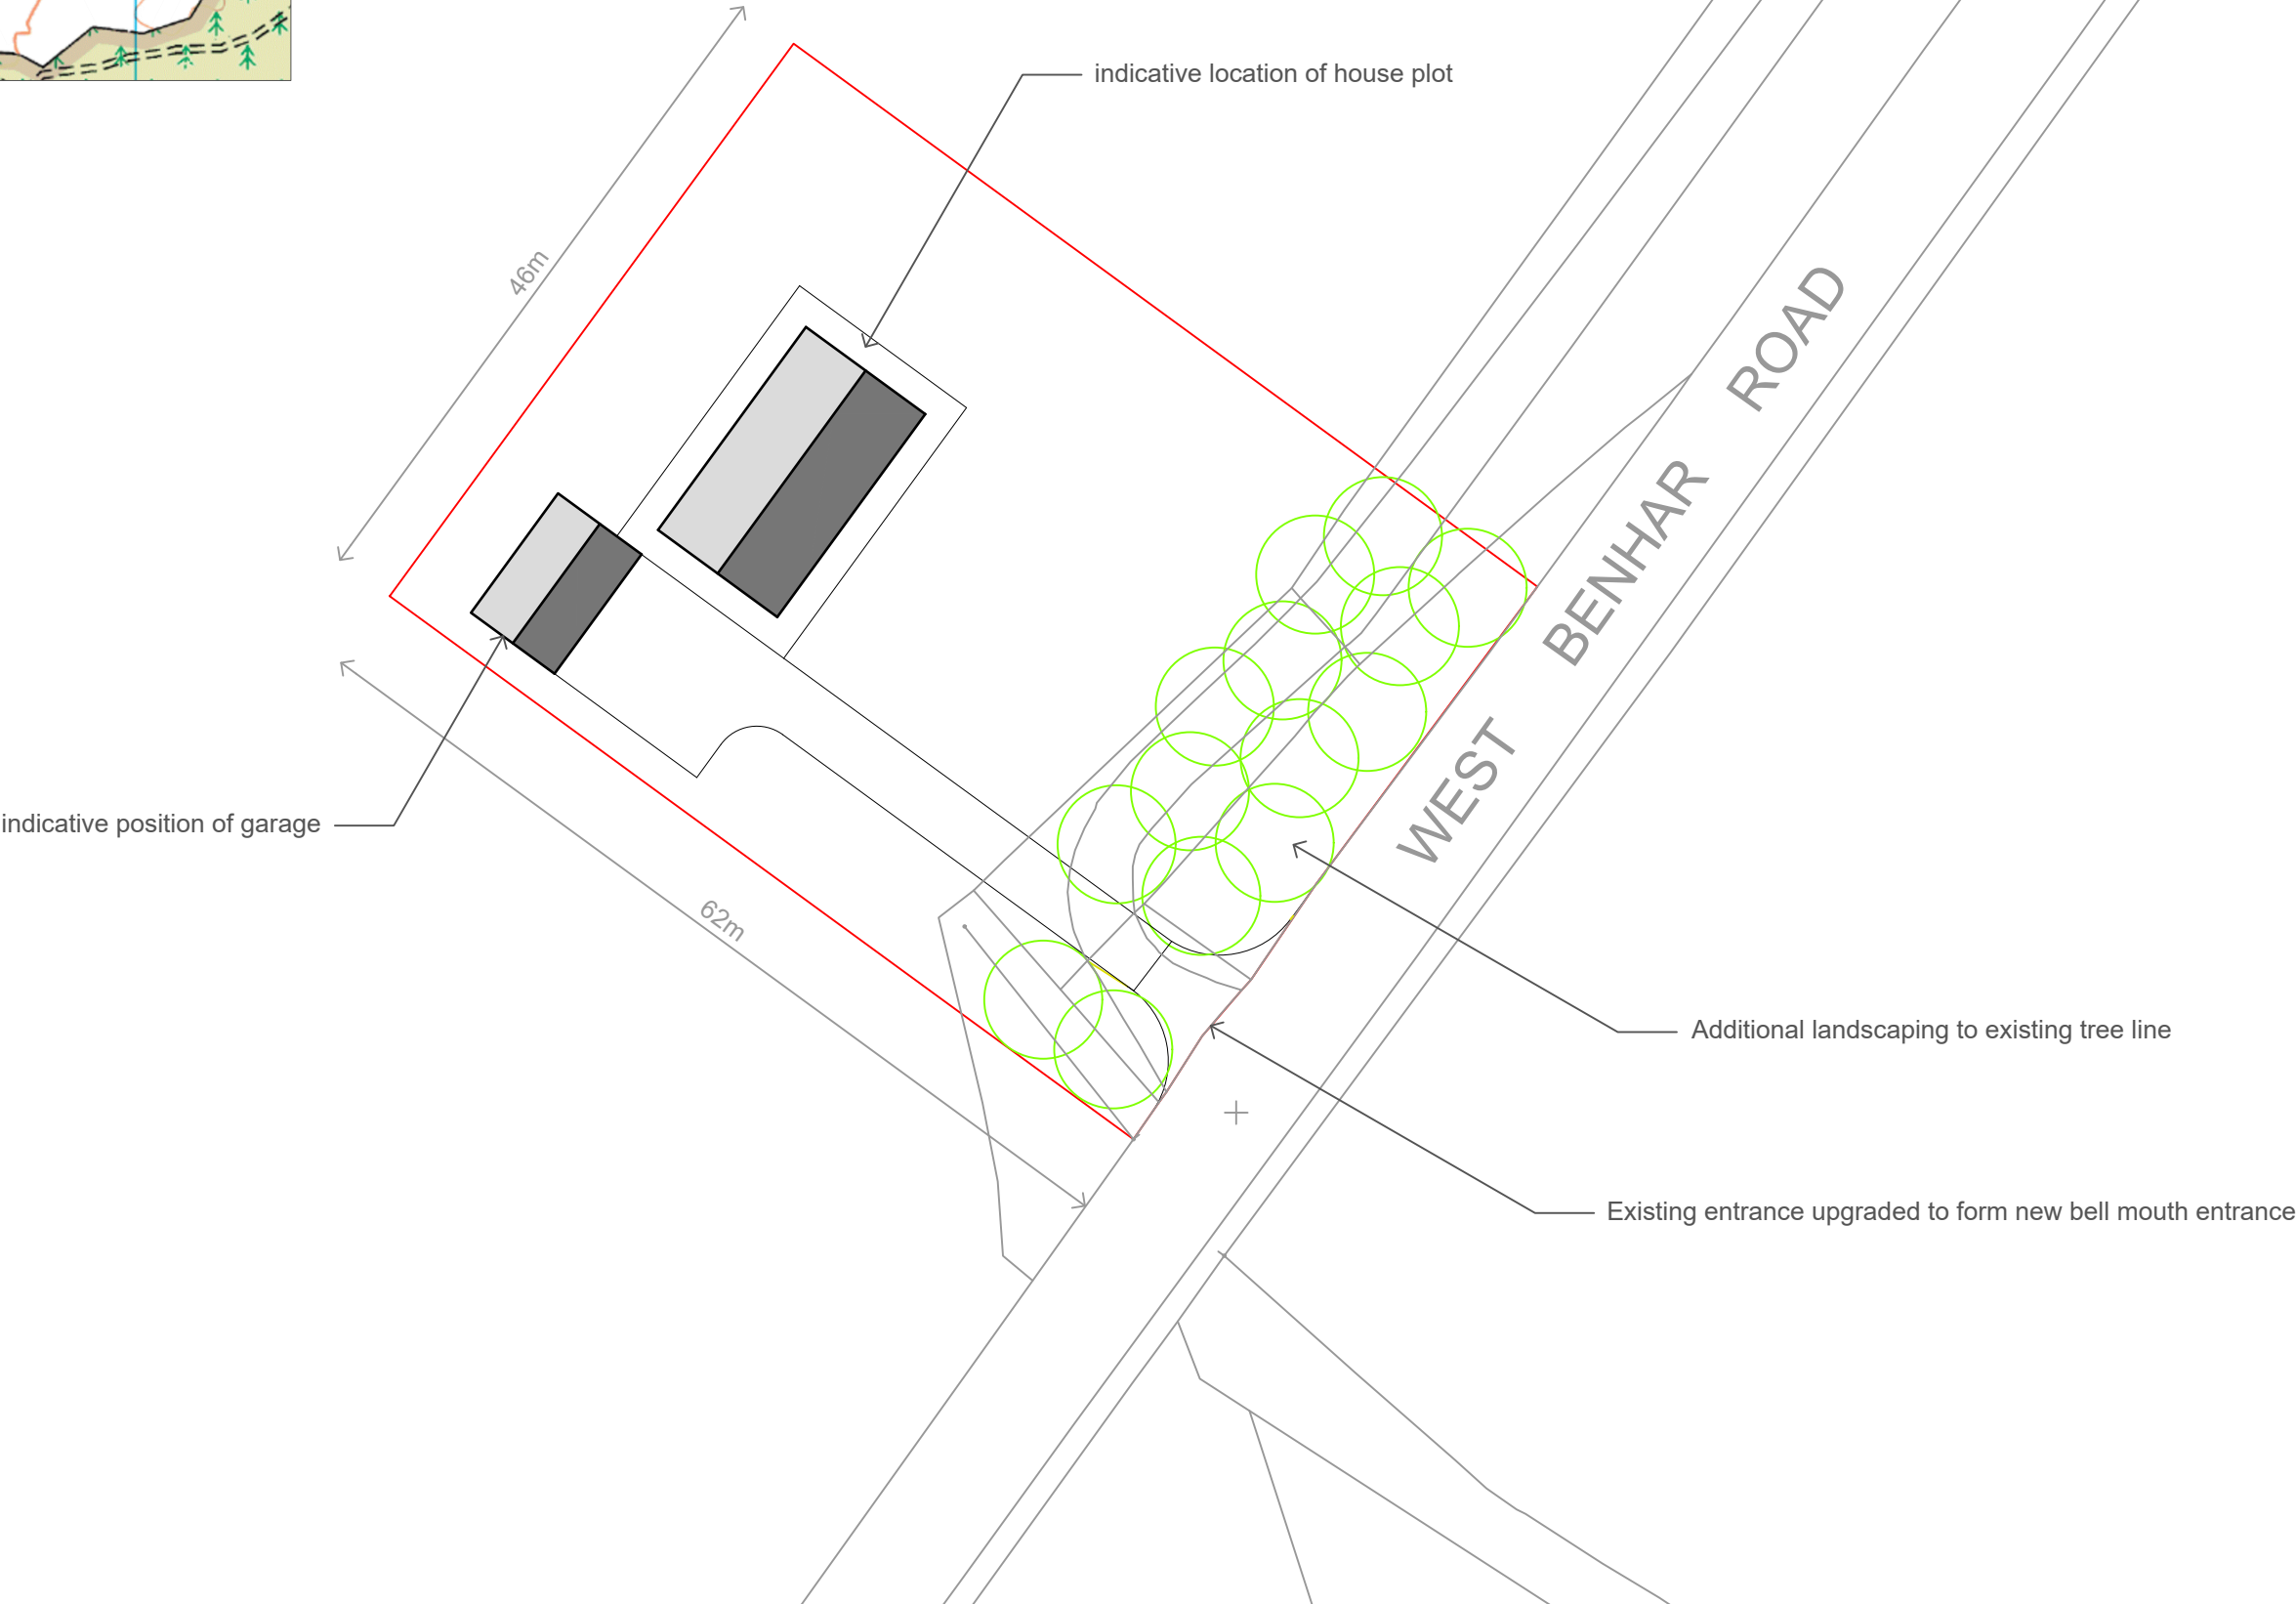 indicative location of house plot
46m
WEST BENHAR ROAD
indicative position of garage
62m
Additional landscaping to existing tree line
Existing entrance upgraded to form new bell mouth entrance